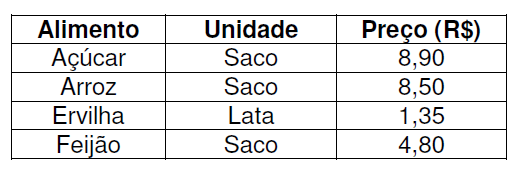 Alimento Unidade Preço (R$)
Açúcar Saco 8,90
Arroz Saco 8,50
Ervilha Lata 1,35
Feijão Saco 4,80